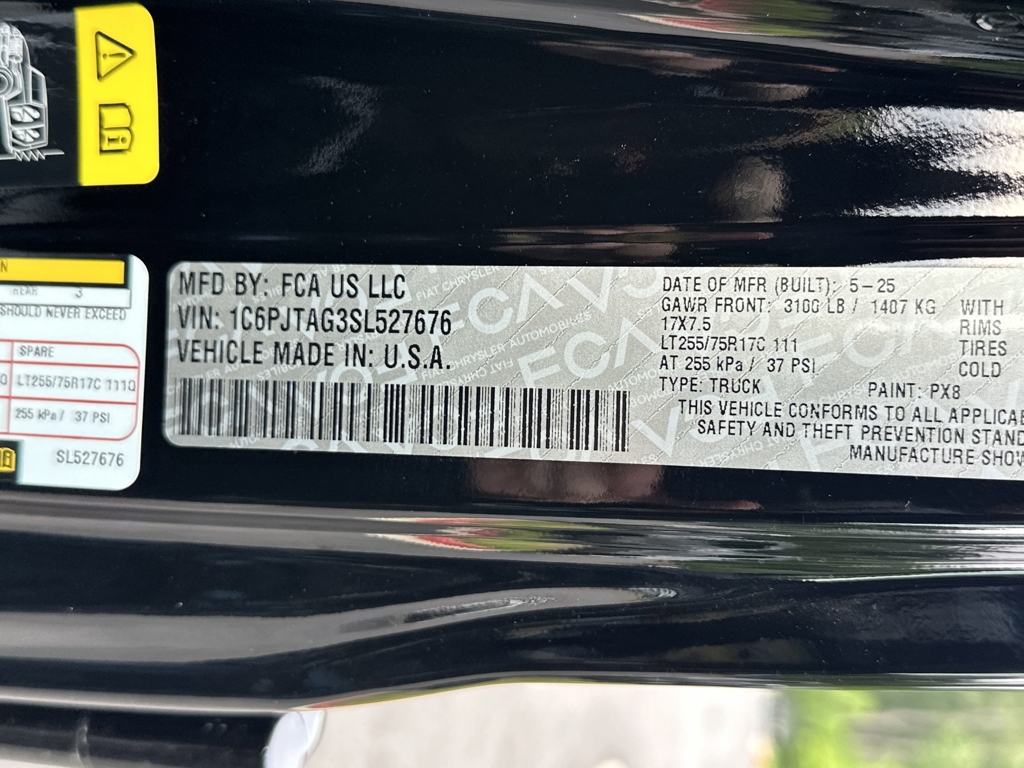 N
REAR 3
SHOULD NEVER EXCEED
SPARE
Q LT255/75R17C 111Q
255 kPa / 37 PSI
SL527676
MFD BY: FCA US LLC
VIN: 1C6PJTAG3SL527676
VEHICLE MADE IN: U.S.A.
DATE OF MFR (BUILT): 5-25
GAWR FRONT: 3100 LB / 1407 KG WITH
17X7.5 RIMS
LT255/75R17C 111 TIRES
AT 255 kPa / 37 PSI COLD
TYPE: TRUCK PAINT: PX8
THIS VEHICLE CONFORMS TO ALL APPLICAB
SAFETY AND THEFT PREVENTION STAND
MANUFACTURE SHOW